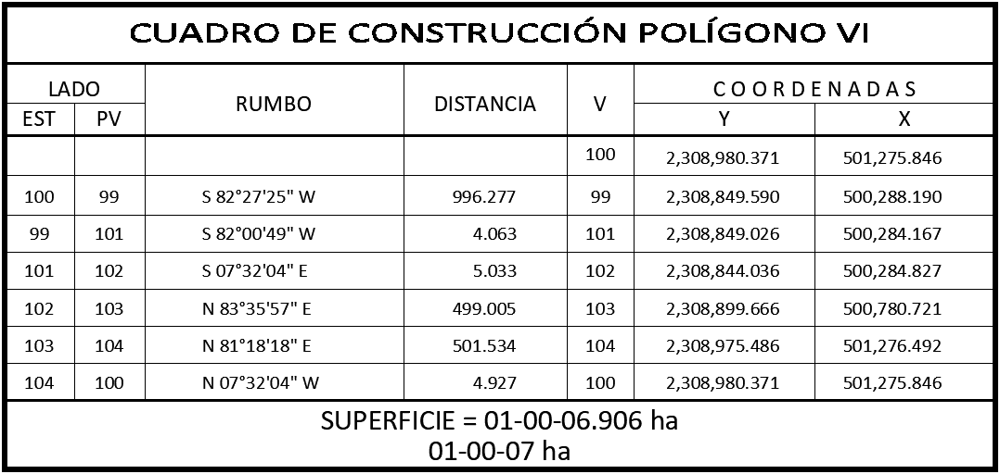 CUADRO DE CONSTRUCCIÓN POLÍGONO VI
LADO RUMBO DISTANCIA V COORDENADAS
EST PV Y X
100 2,308,980.371 501,275.846
100 99 S 82°27'25" W 996.277 99 2,308,849.590 500,288.190
99 101 S 82°00'49" W 4.063 101 2,308,849.026 500,284.167
101 102 S 07°32'04" E 5.033 102 2,308,844.036 500,284.827
102 103 N 83°35'57" E 499.005 103 2,308,899.666 500,780.721
103 104 N 81°18'18" E 501.534 104 2,308,975.486 501,276.492
104 100 N 07°32'04" W 4.927 100 2,308,980.371 501,275.846
SUPERFICIE = 01-00-06.906 ha
01-00-07 ha